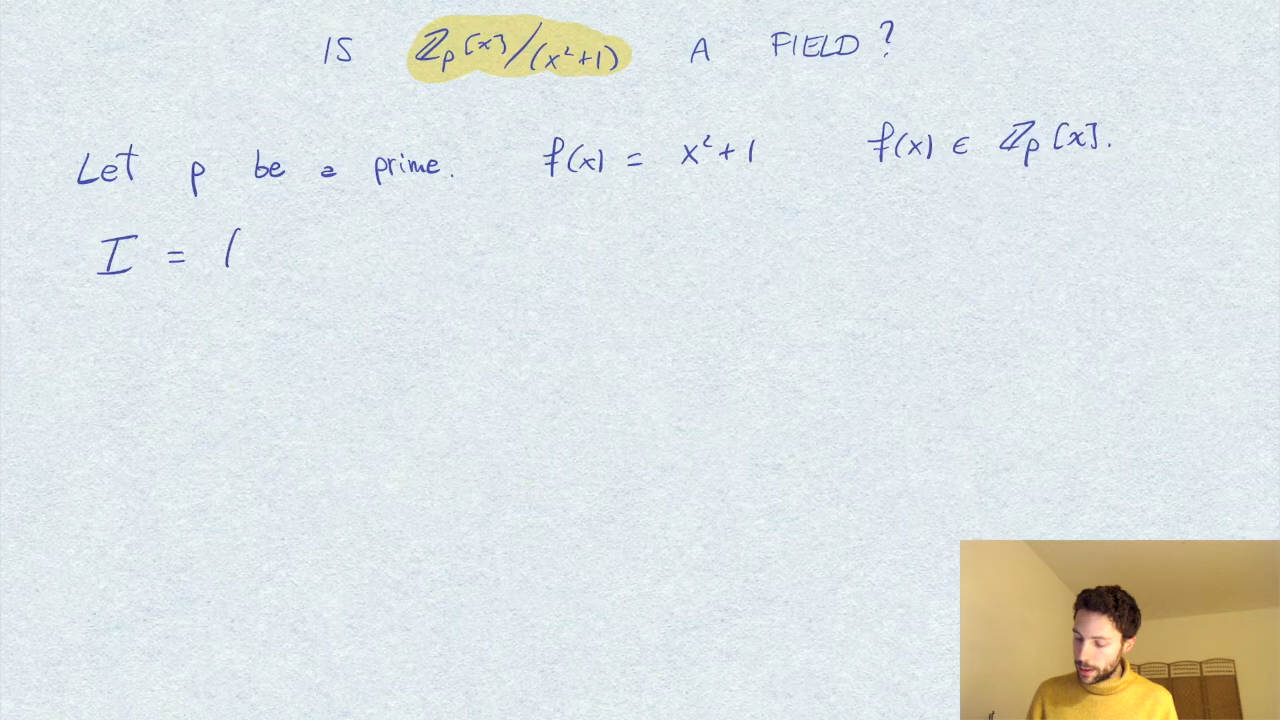 IS ℤp[x]/(x²+1) A FIELD?
Let p be a prime. f(x) = x²+1 f(x) ∈ ℤp[x].
I = (